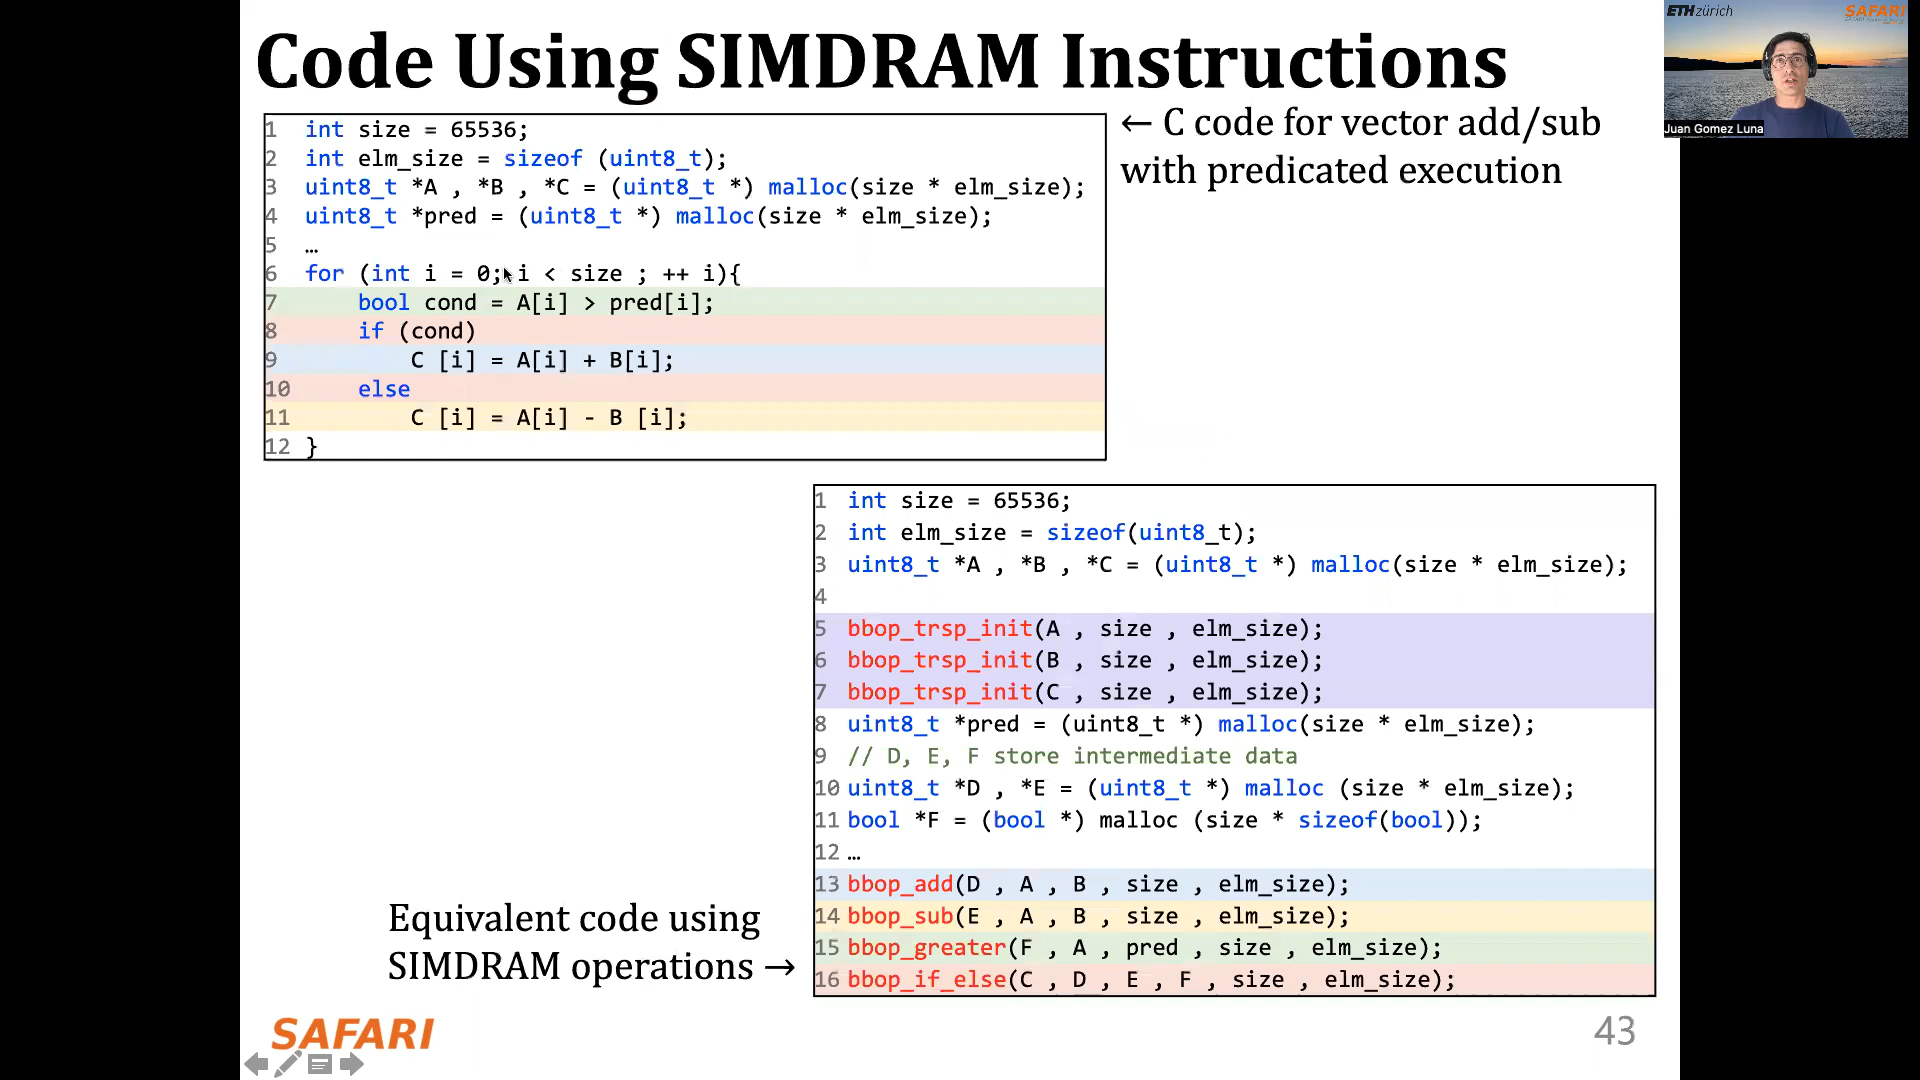 Code Using SIMDRAM Instructions
1 int size = 65536;
2 int elm_size = sizeof (uint8_t);
3 uint8_t *A , *B , *C = (uint8_t *) malloc(size * elm_size);
4 uint8_t *pred = (uint8_t *) malloc(size * elm_size);
5 …
6 for (int i = 0; i < size ; ++ i){
7 bool cond = A[i] > pred[i];
8 if (cond)
9 C [i] = A[i] + B[i];
10 else
11 C [i] = A[i] - B [i];
12 }
← C code for vector add/sub
with predicated execution
ETH zürich
SAFARI
Juan Gomez Luna
1 int size = 65536;
2 int elm_size = sizeof(uint8_t);
3 uint8_t *A , *B , *C = (uint8_t *) malloc(size * elm_size);
4
5 bbop_trsp_init(A , size , elm_size);
6 bbop_trsp_init(B , size , elm_size);
7 bbop_trsp_init(C , size , elm_size);
8 uint8_t *pred = (uint8_t *) malloc(size * elm_size);
9 // D, E, F store intermediate data
10 uint8_t *D , *E = (uint8_t *) malloc (size * elm_size);
11 bool *F = (bool *) malloc (size * sizeof(bool));
12 …
13 bbop_add(D , A , B , size , elm_size);
14 bbop_sub(E , A , B , size , elm_size);
15 bbop_greater(F , A , pred , size , elm_size);
16 bbop_if_else(C , D , E , F , size , elm_size);
Equivalent code using
SIMDRAM operations →
SAFARI
43